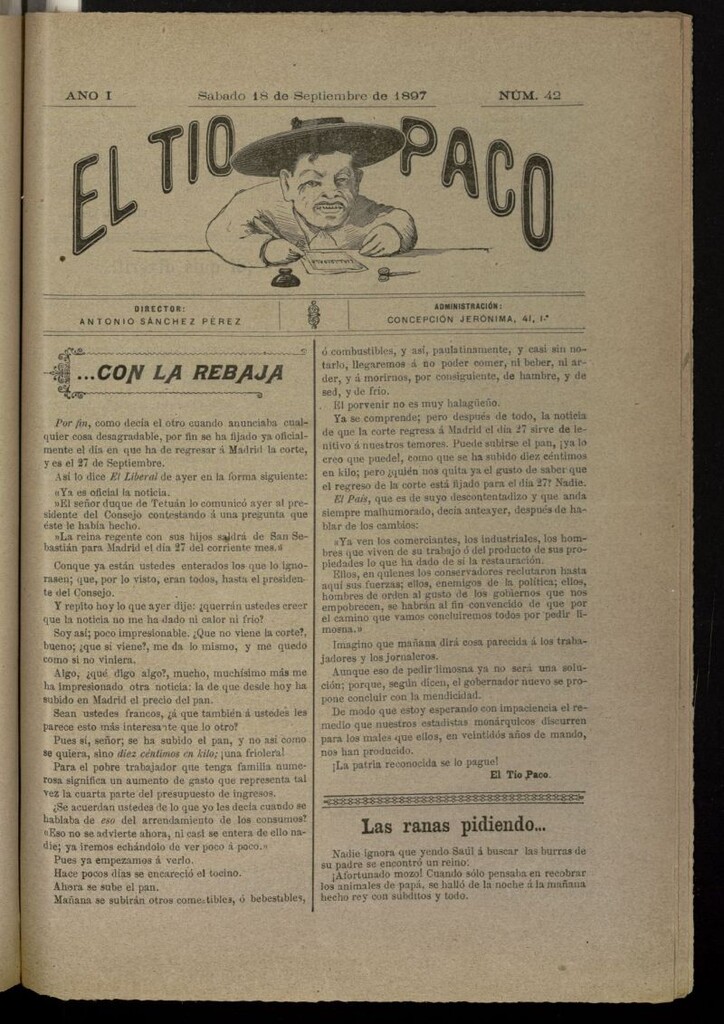 AÑO I
Sabado 18 de Septiembre de 1897
NÚM. 42
EL TIO PACO
DIRECTOR:
ANTONIO SÁNCHEZ PÉREZ
ADMINISTRACIÓN:
CONCEPCIÓN JERÓNIMA, 41, 1.º
...CON LA REBAJA
Por fin, como decía el otro cuando anunciaba cual-
quier cosa desagradable, por fin se ha fijado ya oficial-
mente el día en que ha de regresar á Madrid la corte,
y es el 27 de Septiembre.
Así lo dice El Liberal de ayer en la forma siguiente:
«Ya es oficial la noticia.
»El señor duque de Tetuán lo comunicó ayer al pre-
sidente del Consejo contestando á una pregunta que
éste le había hecho.
»La reina regente con sus hijos saldrá de San Se-
bastián para Madrid el día 27 del corriente mes.»
Conque ya están ustedes enterados los que lo igno-
rasen; que, por lo visto, eran todos, hasta el presiden-
te del Consejo.
Y repito hoy lo que ayer dije: ¿querrán ustedes creer
que la noticia no me ha dado ni calor ni frío?
Soy así; poco impresionable. ¿Que no viene la corte?,
bueno; ¿que si viene?, me da lo mismo, y me quedo
como si no viniera.
Algo, ¿qué digo algo?, mucho, muchísimo más me
ha impresionado otra noticia: la de que desde hoy ha
subido en Madrid el precio del pan.
Sean ustedes francos, ¿á que también á ustedes les
parece esto más interesante que lo otro?
Pues sí, señor; se ha subido el pan, y no así como
se quiera, sino diez céntimos en kilo; ¡una friolera!
Para el pobre trabajador que tenga familia nume-
rosa significa un aumento de gasto que representa tal
vez la cuarta parte del presupuesto de ingresos.
¿Se acuerdan ustedes de lo que yo les decía cuando se
hablaba de eso del arrendamiento de los consumos?
«Eso no se advierte ahora, ni casi se entera de ello na-
die; ya iremos echándolo de ver poco á poco.»
Pues ya empezamos á verlo.
Hace pocos días se encareció el tocino.
Ahora se sube el pan.
Mañana se subirán otros comestibles, ó bebestibles,
ó combustibles, y así, paulatinamente, y casi sin no-
tarlo, llegaremos á no poder comer, ni beber, ni ar-
der, y á morirnos, por consiguiente, de hambre, y de
sed, y de frío.
El porvenir no es muy halagüeño.
Ya se comprende; pero después de todo, la noticia
de que la corte regresa á Madrid el día 27 sirve de le-
nitivo á nuestros temores. Puede subirse el pan, ¡ya lo
creo que puede!, como que se ha subido diez céntimos
en kilo; pero ¿quién nos quita ya el gusto de saber que
el regreso de la corte está fijado para el día 27? Nadie.
El País, que es de suyo descontentadizo y que anda
siempre malhumorado, decía anteayer, después de ha-
blar de los cambios:
«Ya ven los comerciantes, los industriales, los hom-
bres que viven de su trabajo ó del producto de sus pro-
piedades lo que ha dado de sí la restauración.
Ellos, en quienes los conservadores reclutaron hasta
aquí sus fuerzas; ellos, enemigos de la política; ellos,
hombres de orden al gusto de los gobiernos que nos
empobrecen, se habrán al fin convencido de que por
el camino que vamos concluiremos todos por pedir li-
mosna.»
Imagino que mañana dirá cosa parecida á los traba-
jadores y los jornaleros.
Aunque eso de pedir limosna ya no será una solu-
ción; porque, según dicen, el gobernador nuevo se pro-
pone concluir con la mendicidad.
De modo que estoy esperando con impaciencia el re-
medio que nuestros estadistas monárquicos discurren
para los males que ellos, en veintidós años de mando,
nos han producido.
¡La patria reconocida se lo pague!
El Tío Paco.
Las ranas pidiendo...
Nadie ignora que yendo Saúl á buscar las burras de
su padre se encontró un reino:
¡Afortunado mozo! Cuando sólo pensaba en recobrar
los animales de papá, se halló de la noche á la mañana
hecho rey con súbditos y todo.